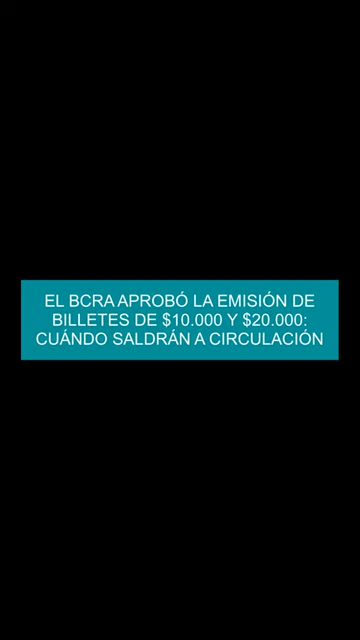 EL BCRA APROBÓ LA EMISIÓN DE
BILLETES DE $10.000 Y $20.000:
CUÁNDO SALDRÁN A CIRCULACIÓN